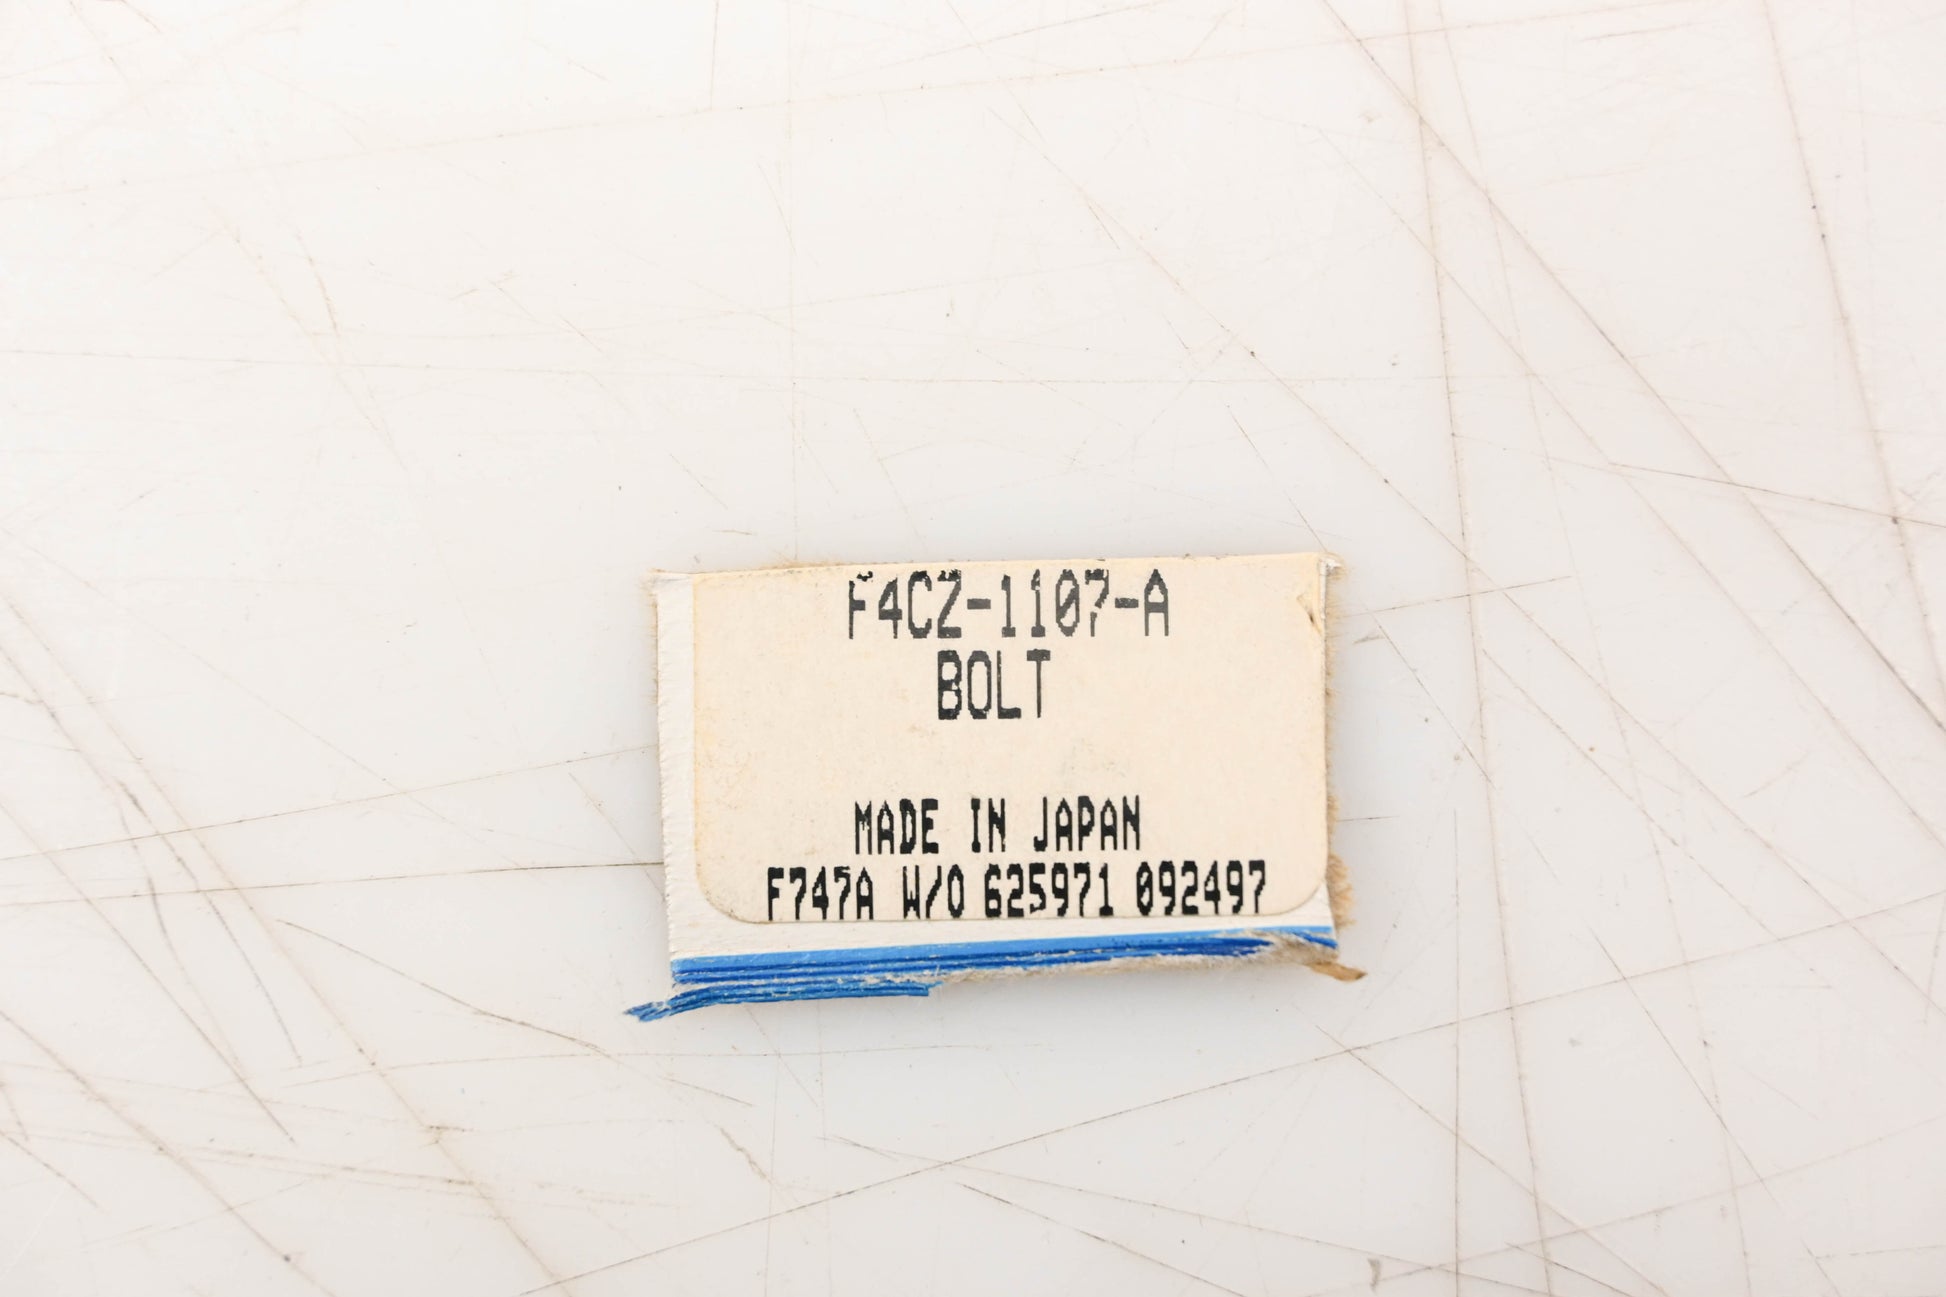 F4CZ-1107-A
BOLT
MADE IN JAPAN
F747A W/O 625971 092497